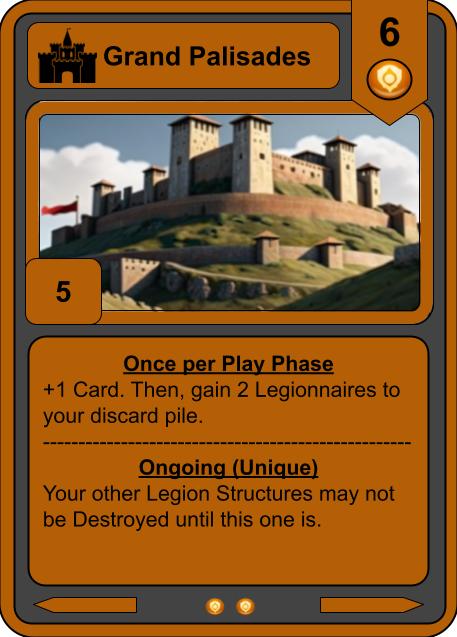 Grand Palisades
6
5
Once per Play Phase
+1 Card. Then, gain 2 Legionnaires to
your discard pile.
--------------------------------------------------
Ongoing (Unique)
Your other Legion Structures may not
be Destroyed until this one is.